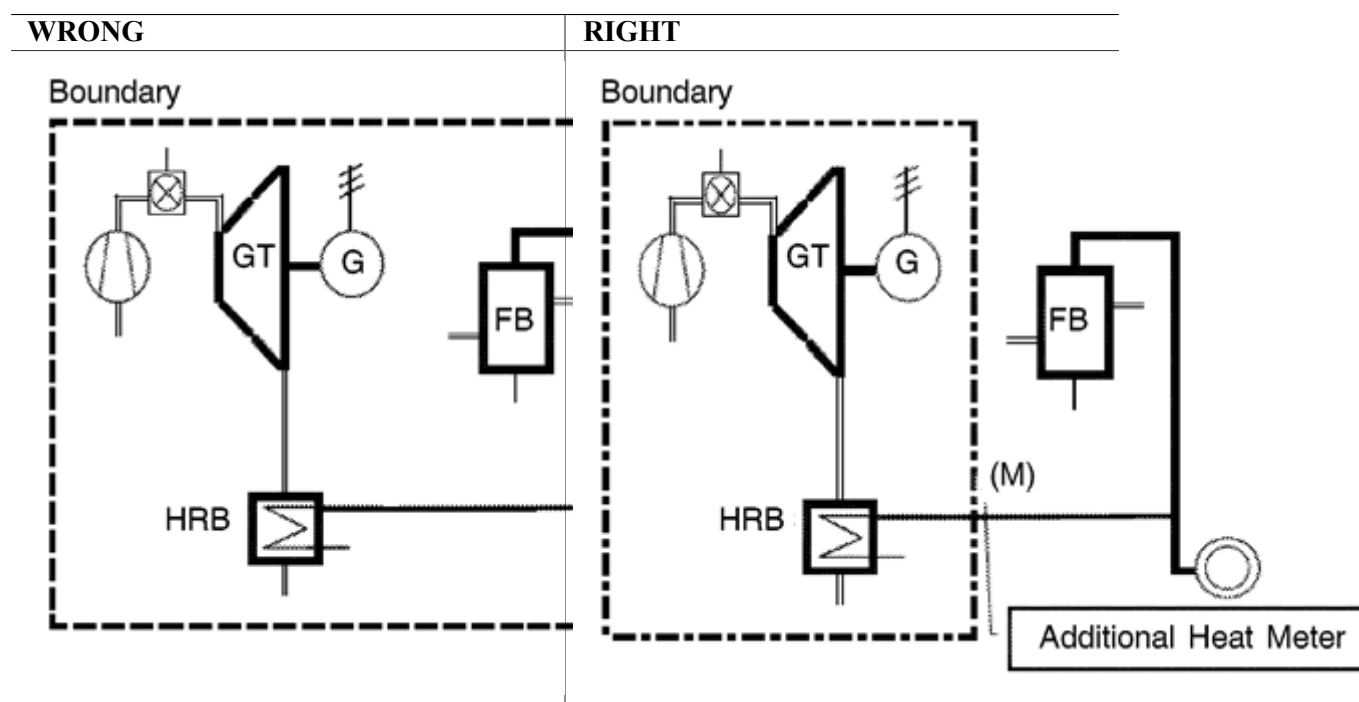 WRONG
RIGHT
Boundary
Boundary
GT
G
FB
HRB
GT
G
FB
(M)
HRB
Additional Heat Meter